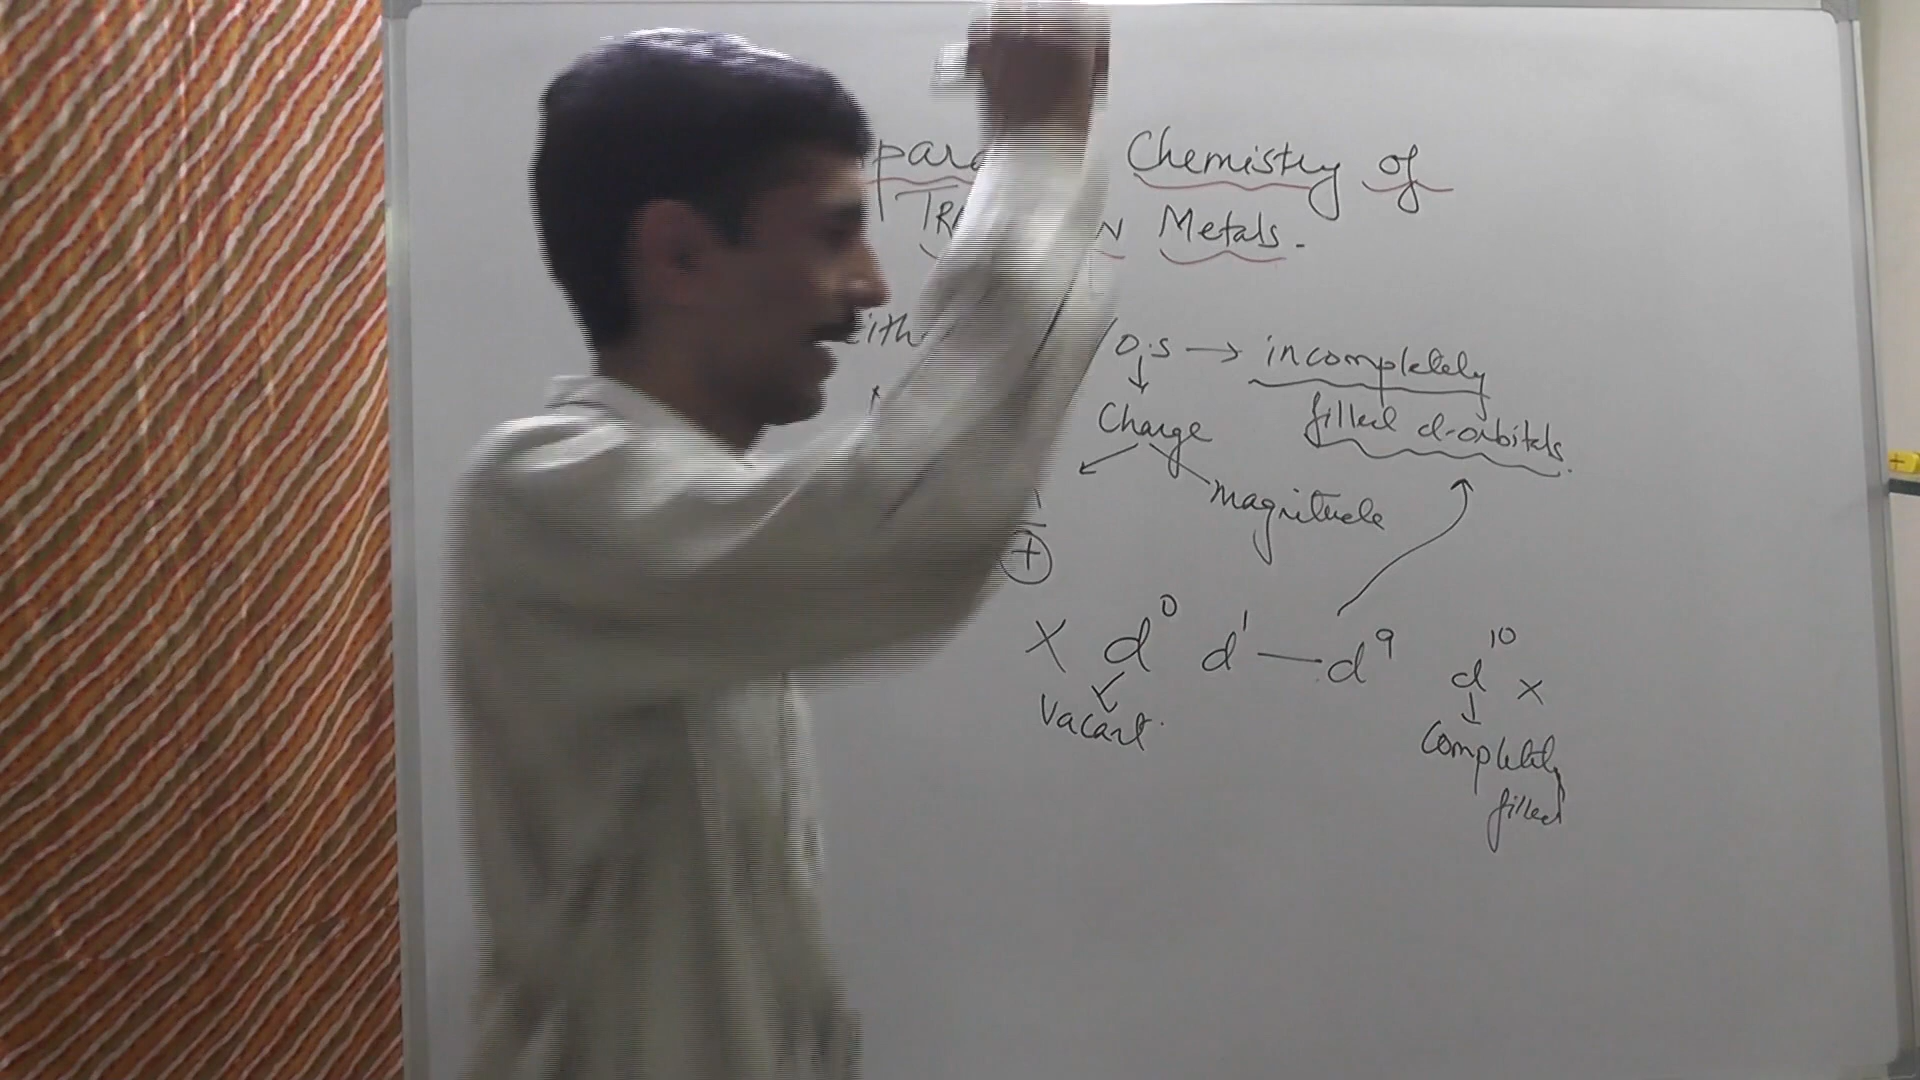 Chemistry of
Metals.
O.S → incompletely
filled d-orbitals.
Charge
magnitude
+
X d⁰ d¹ — d⁹ d¹⁰ x
Vacant.
Completely
filled